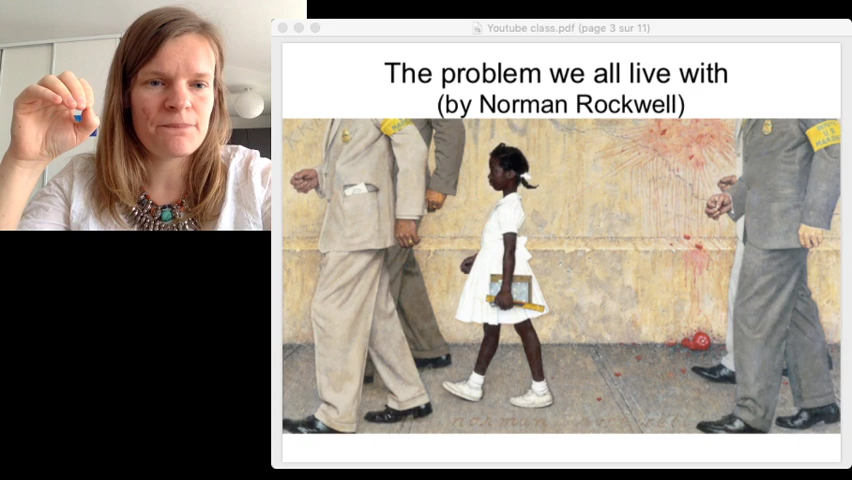 Youtube class.pdf (page 3 sur 11)
The problem we all live with
(by Norman Rockwell)